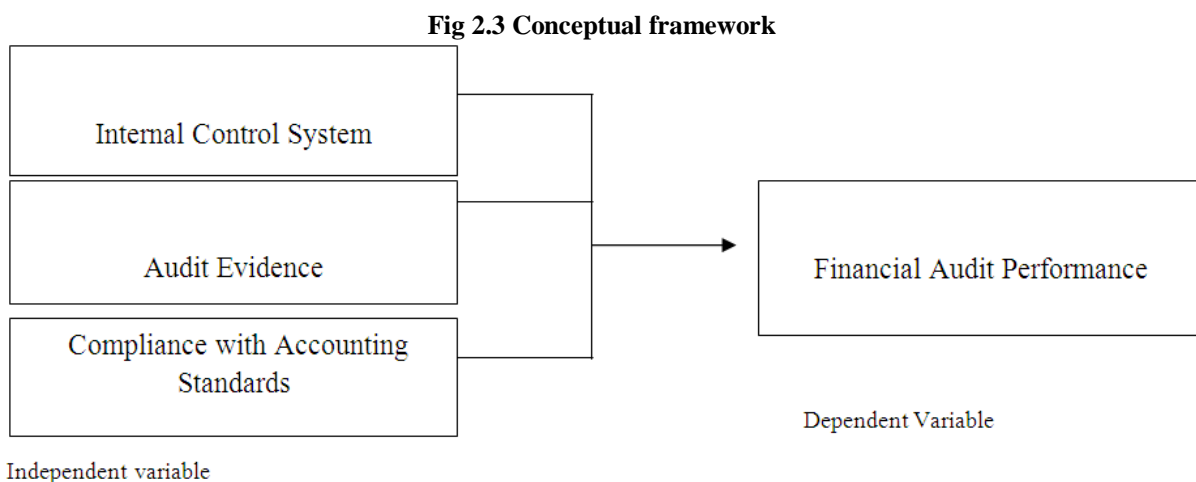 Fig 2.3 Conceptual framework
Internal Control System
Audit Evidence
Compliance with Accounting
Standards
Financial Audit Performance
Dependent Variable
Independent variable